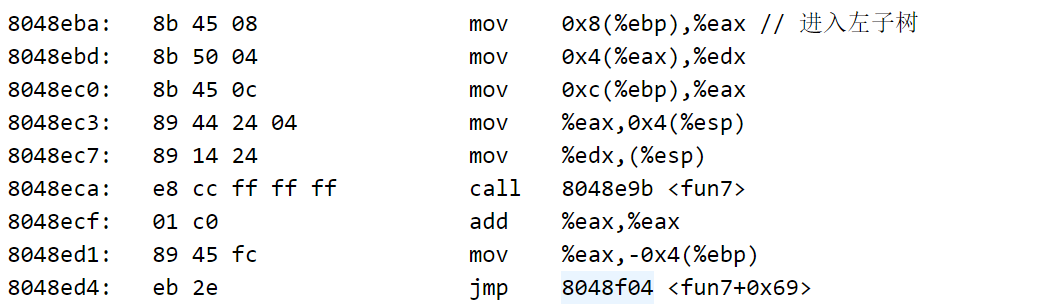 8048eba: 8b 45 08 mov 0x8(%ebp),%eax // 进入左子树
8048ebd: 8b 50 04 mov 0x4(%eax),%edx
8048ec0: 8b 45 0c mov 0xc(%ebp),%eax
8048ec3: 89 44 24 04 mov %eax,0x4(%esp)
8048ec7: 89 14 24 mov %edx,(%esp)
8048eca: e8 cc ff ff ff call 8048e9b <fun7>
8048ecf: 01 c0 add %eax,%eax
8048ed1: 89 45 fc mov %eax,-0x4(%ebp)
8048ed4: eb 2e jmp 8048f04 <fun7+0x69>